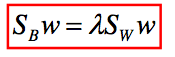 S_B w = λ S_W w